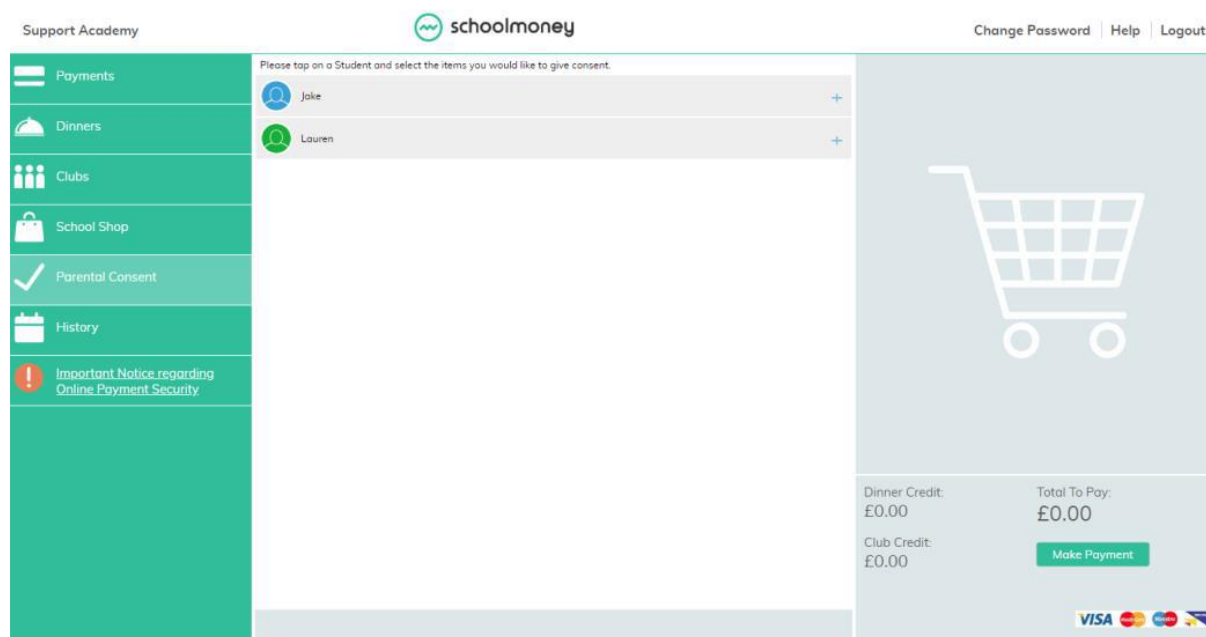 Support Academy
schoolmoney
Change Password Help Logout
Payments
Dinners
Clubs
School Shop
Parental Consent
History
Important Notice regarding
Online Payment Security
Please tap on a Student and select the items you would like to give consent.
Jake
+
Lauren
+
Dinner Credit:
£0.00
Club Credit:
£0.00
Total To Pay:
£0.00
Make Payment
VISA